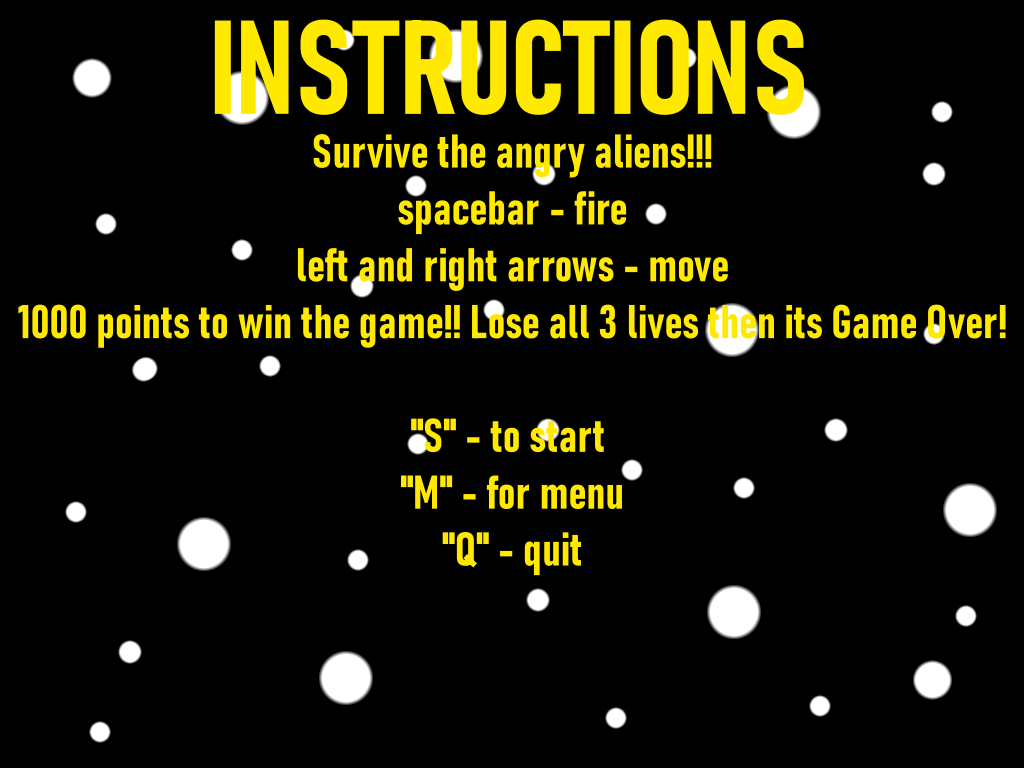 INSTRUCTIONS
Survive the angry aliens!!!
spacebar - fire
left and right arrows - move
1000 points to win the game!! Lose all 3 lives then its Game Over!
"S" - to start
"M" - for menu
"Q" - quit